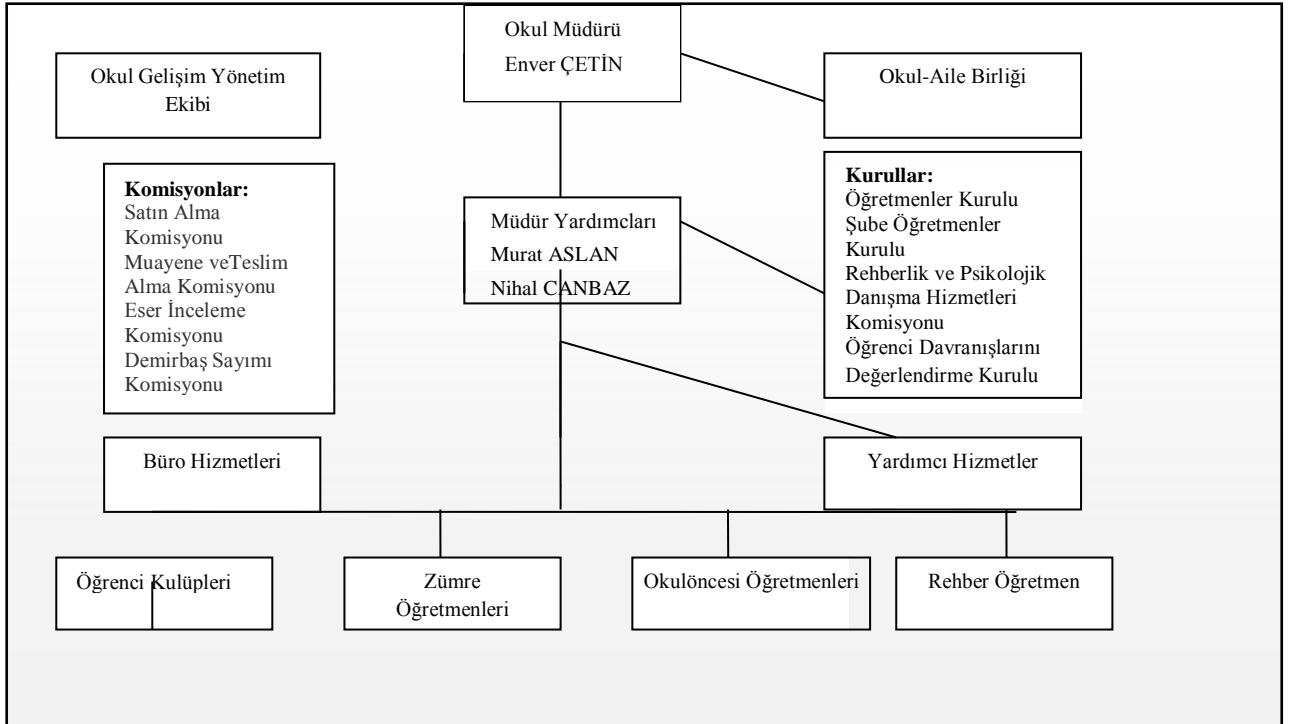 Okul Müdürü
Enver ÇETİN
Okul Gelişim Yönetim
Ekibi
Okul-Aile Birliği
Komisyonlar:
Satın Alma
Komisyonu
Muayene veTeslim
Alma Komisyonu
Eser İnceleme
Komisyonu
Demirbaş Sayımı
Komisyonu
Müdür Yardımcları
Murat ASLAN
Nihal CANBAZ
Kurullar:
Öğretmenler Kurulu
Şube Öğretmenler
Kurulu
Rehberlik ve Psikolojik
Danışma Hizmetleri
Komisyonu
Öğrenci Davranışlarını
Değerlendirme Kurulu
Büro Hizmetleri
Yardımcı Hizmetler
Öğrenci Kulüpleri
Zümre
Öğretmenleri
Okulöncesi Öğretmenleri
Rehber Öğretmen